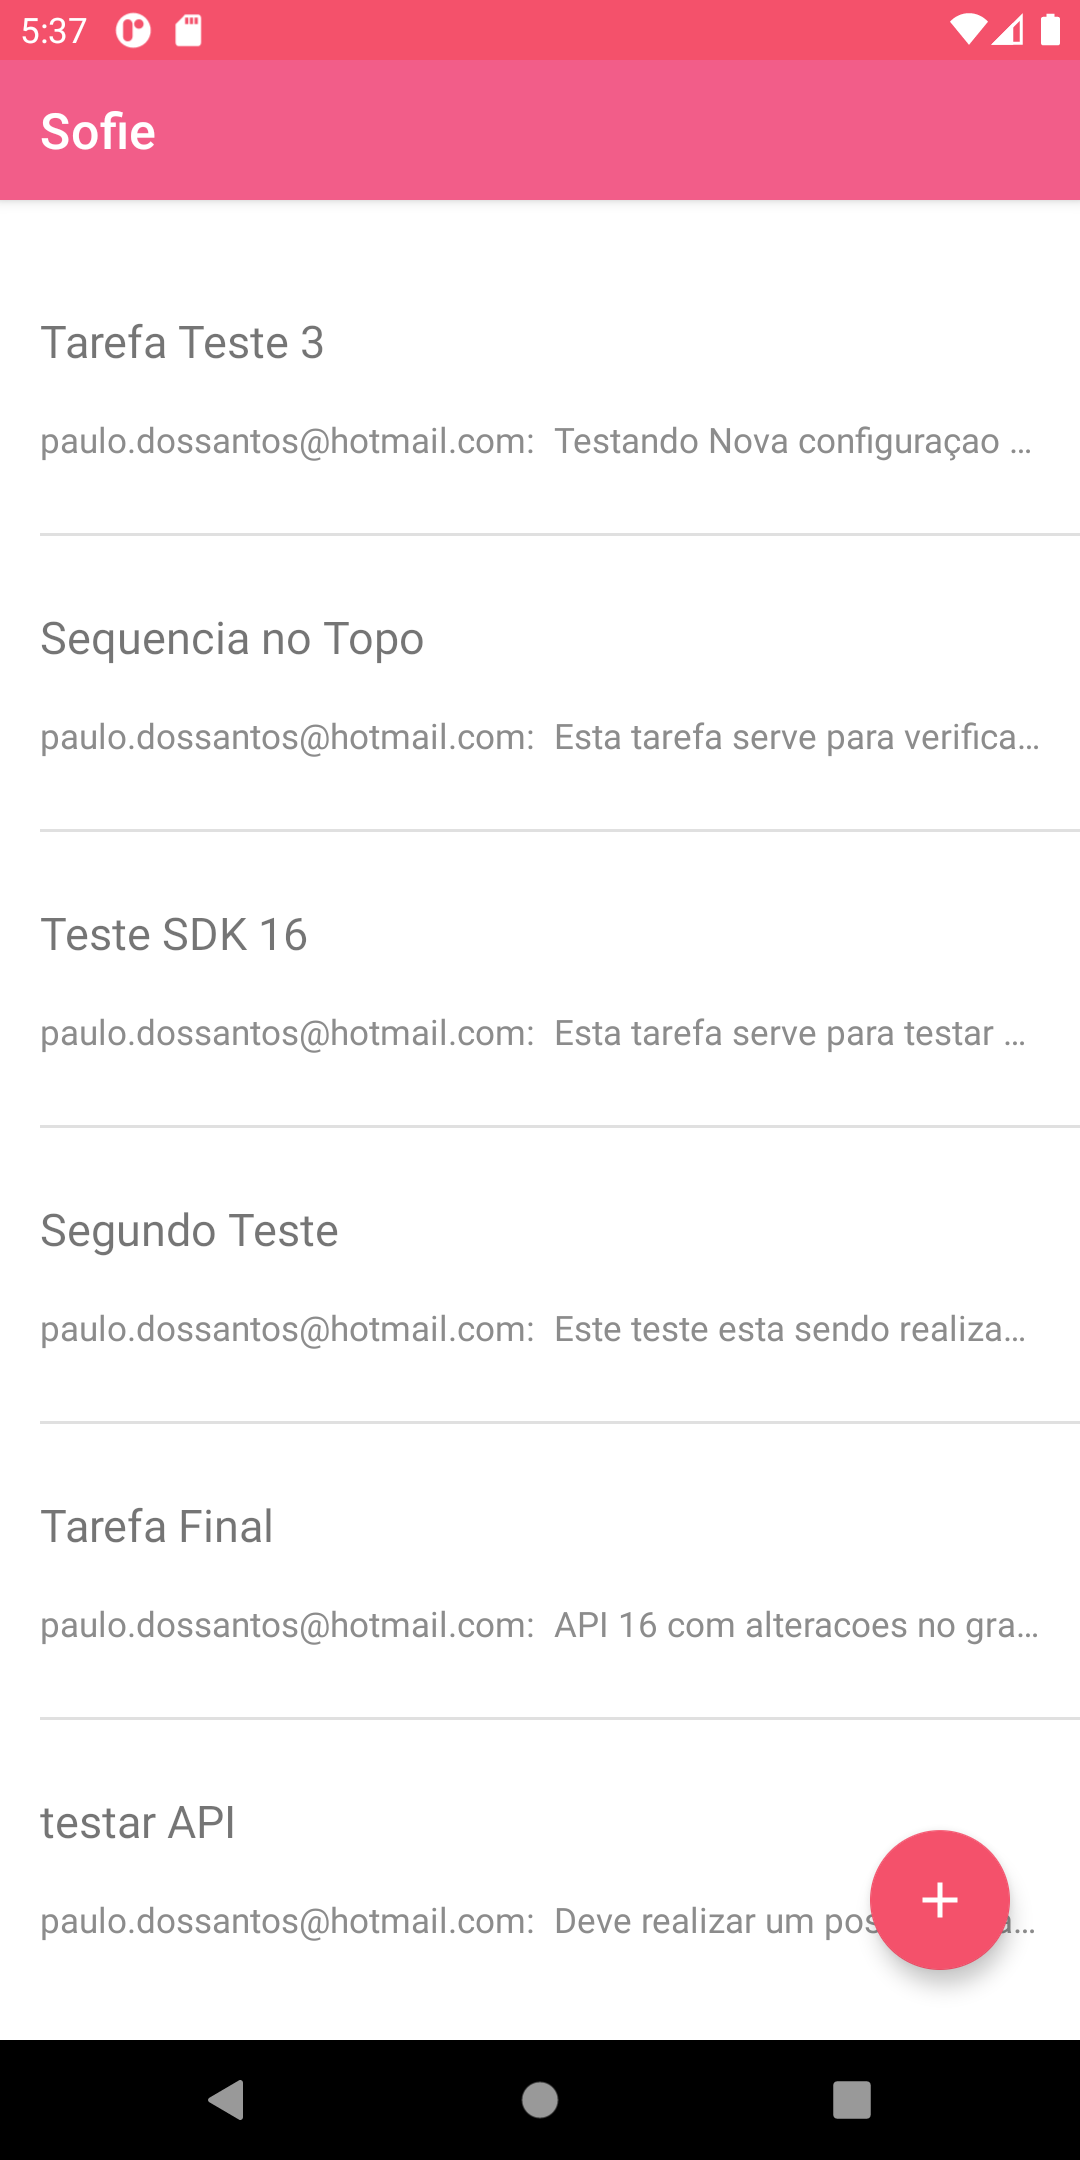 5:37
Sofie
Tarefa Teste 3
paulo.dossantos@hotmail.com: Testando Nova configuraçao ...
Sequencia no Topo
paulo.dossantos@hotmail.com: Esta tarefa serve para verifica...
Teste SDK 16
paulo.dossantos@hotmail.com: Esta tarefa serve para testar ...
Segundo Teste
paulo.dossantos@hotmail.com: Este teste esta sendo realiza...
Tarefa Final
paulo.dossantos@hotmail.com: API 16 com alteracoes no gra...
testar API
paulo.dossantos@hotmail.com: Deve realizar um